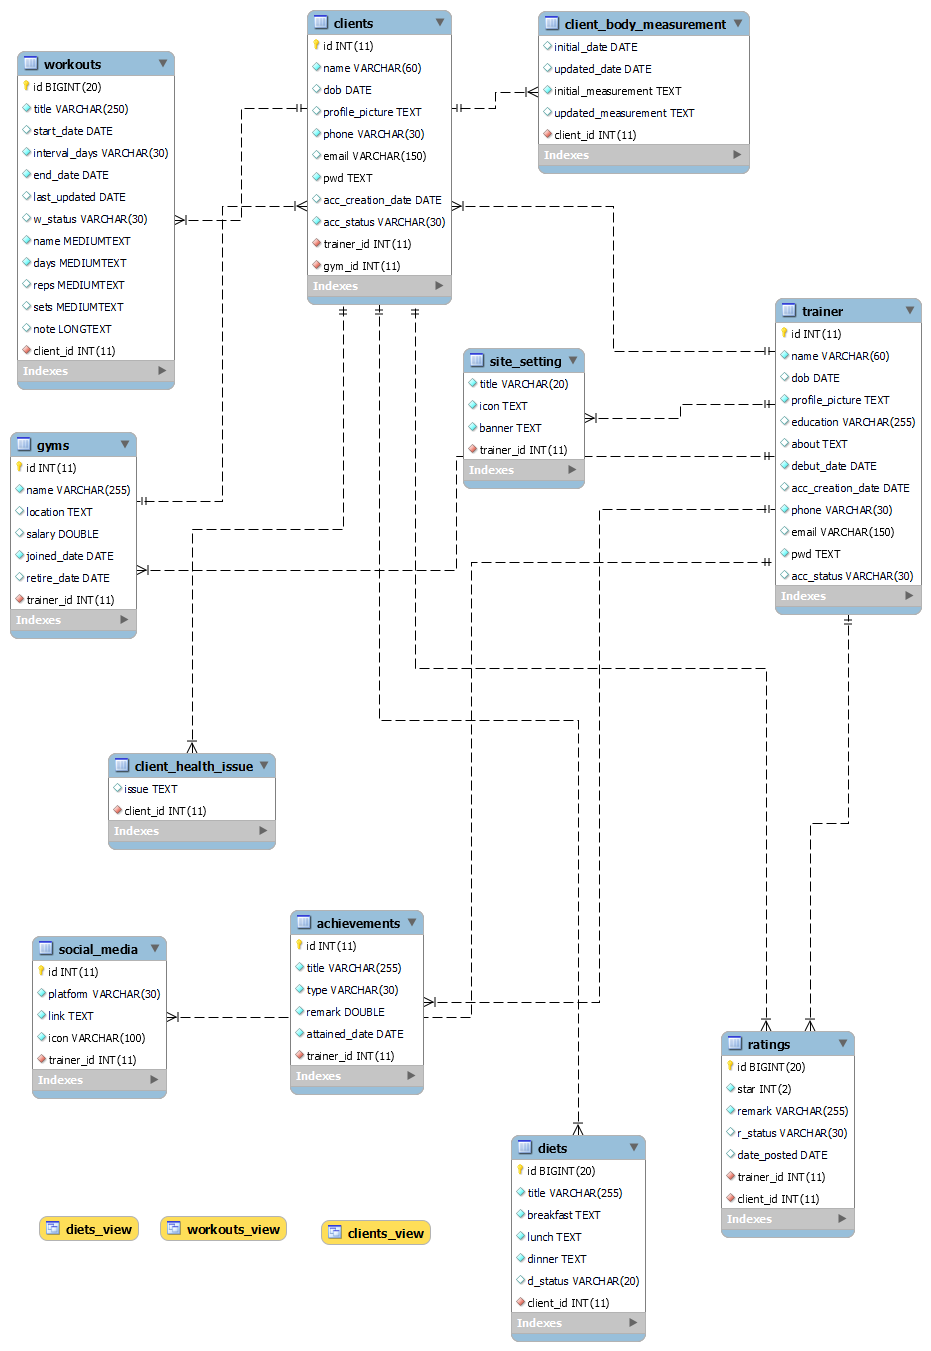 clients
id INT(11)
name VARCHAR(60)
dob DATE
profile_picture TEXT
phone VARCHAR(30)
email VARCHAR(150)
pwd TEXT
acc_creation_date DATE
acc_status VARCHAR(30)
trainer_id INT(11)
gym_id INT(11)
Indexes
client_body_measurement
initial_date DATE
updated_date DATE
initial_measurement TEXT
updated_measurement TEXT
client_id INT(11)
Indexes
workouts
id BIGINT(20)
title VARCHAR(250)
start_date DATE
interval_days VARCHAR(30)
end_date DATE
last_updated DATE
w_status VARCHAR(30)
name MEDIUMTEXT
days MEDIUMTEXT
reps MEDIUMTEXT
sets MEDIUMTEXT
note LONGTEXT
client_id INT(11)
Indexes
trainer
id INT(11)
name VARCHAR(60)
dob DATE
profile_picture TEXT
education VARCHAR(255)
about TEXT
debut_date DATE
acc_creation_date DATE
phone VARCHAR(30)
email VARCHAR(150)
pwd TEXT
acc_status VARCHAR(30)
Indexes
site_setting
title VARCHAR(20)
icon TEXT
banner TEXT
trainer_id INT(11)
Indexes
gyms
id INT(11)
name VARCHAR(255)
location TEXT
salary DOUBLE
joined_date DATE
retire_date DATE
trainer_id INT(11)
Indexes
client_health_issue
issue TEXT
client_id INT(11)
Indexes
social_media
id INT(11)
platform VARCHAR(30)
link TEXT
icon VARCHAR(100)
trainer_id INT(11)
Indexes
achievements
id INT(11)
title VARCHAR(255)
type VARCHAR(30)
remark DOUBLE
attained_date DATE
trainer_id INT(11)
Indexes
ratings
id BIGINT(20)
star INT(2)
remark VARCHAR(255)
r_status VARCHAR(30)
date_posted DATE
trainer_id INT(11)
client_id INT(11)
Indexes
diets
id BIGINT(20)
title VARCHAR(255)
breakfast TEXT
lunch TEXT
dinner TEXT
d_status VARCHAR(20)
client_id INT(11)
Indexes
diets_view
workouts_view
clients_view